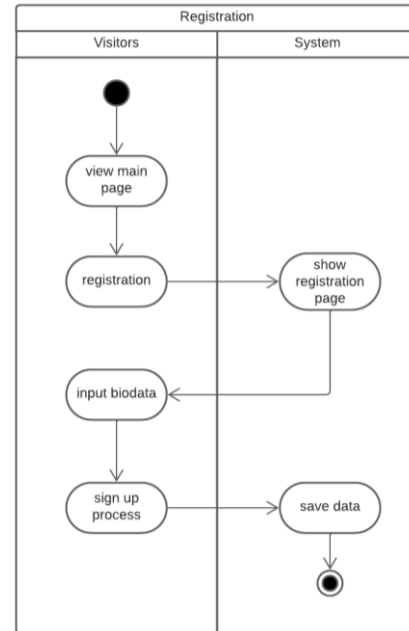 Registration
Visitors
System
view main
page
registration
show
registration
page
input biodata
sign up
process
save data